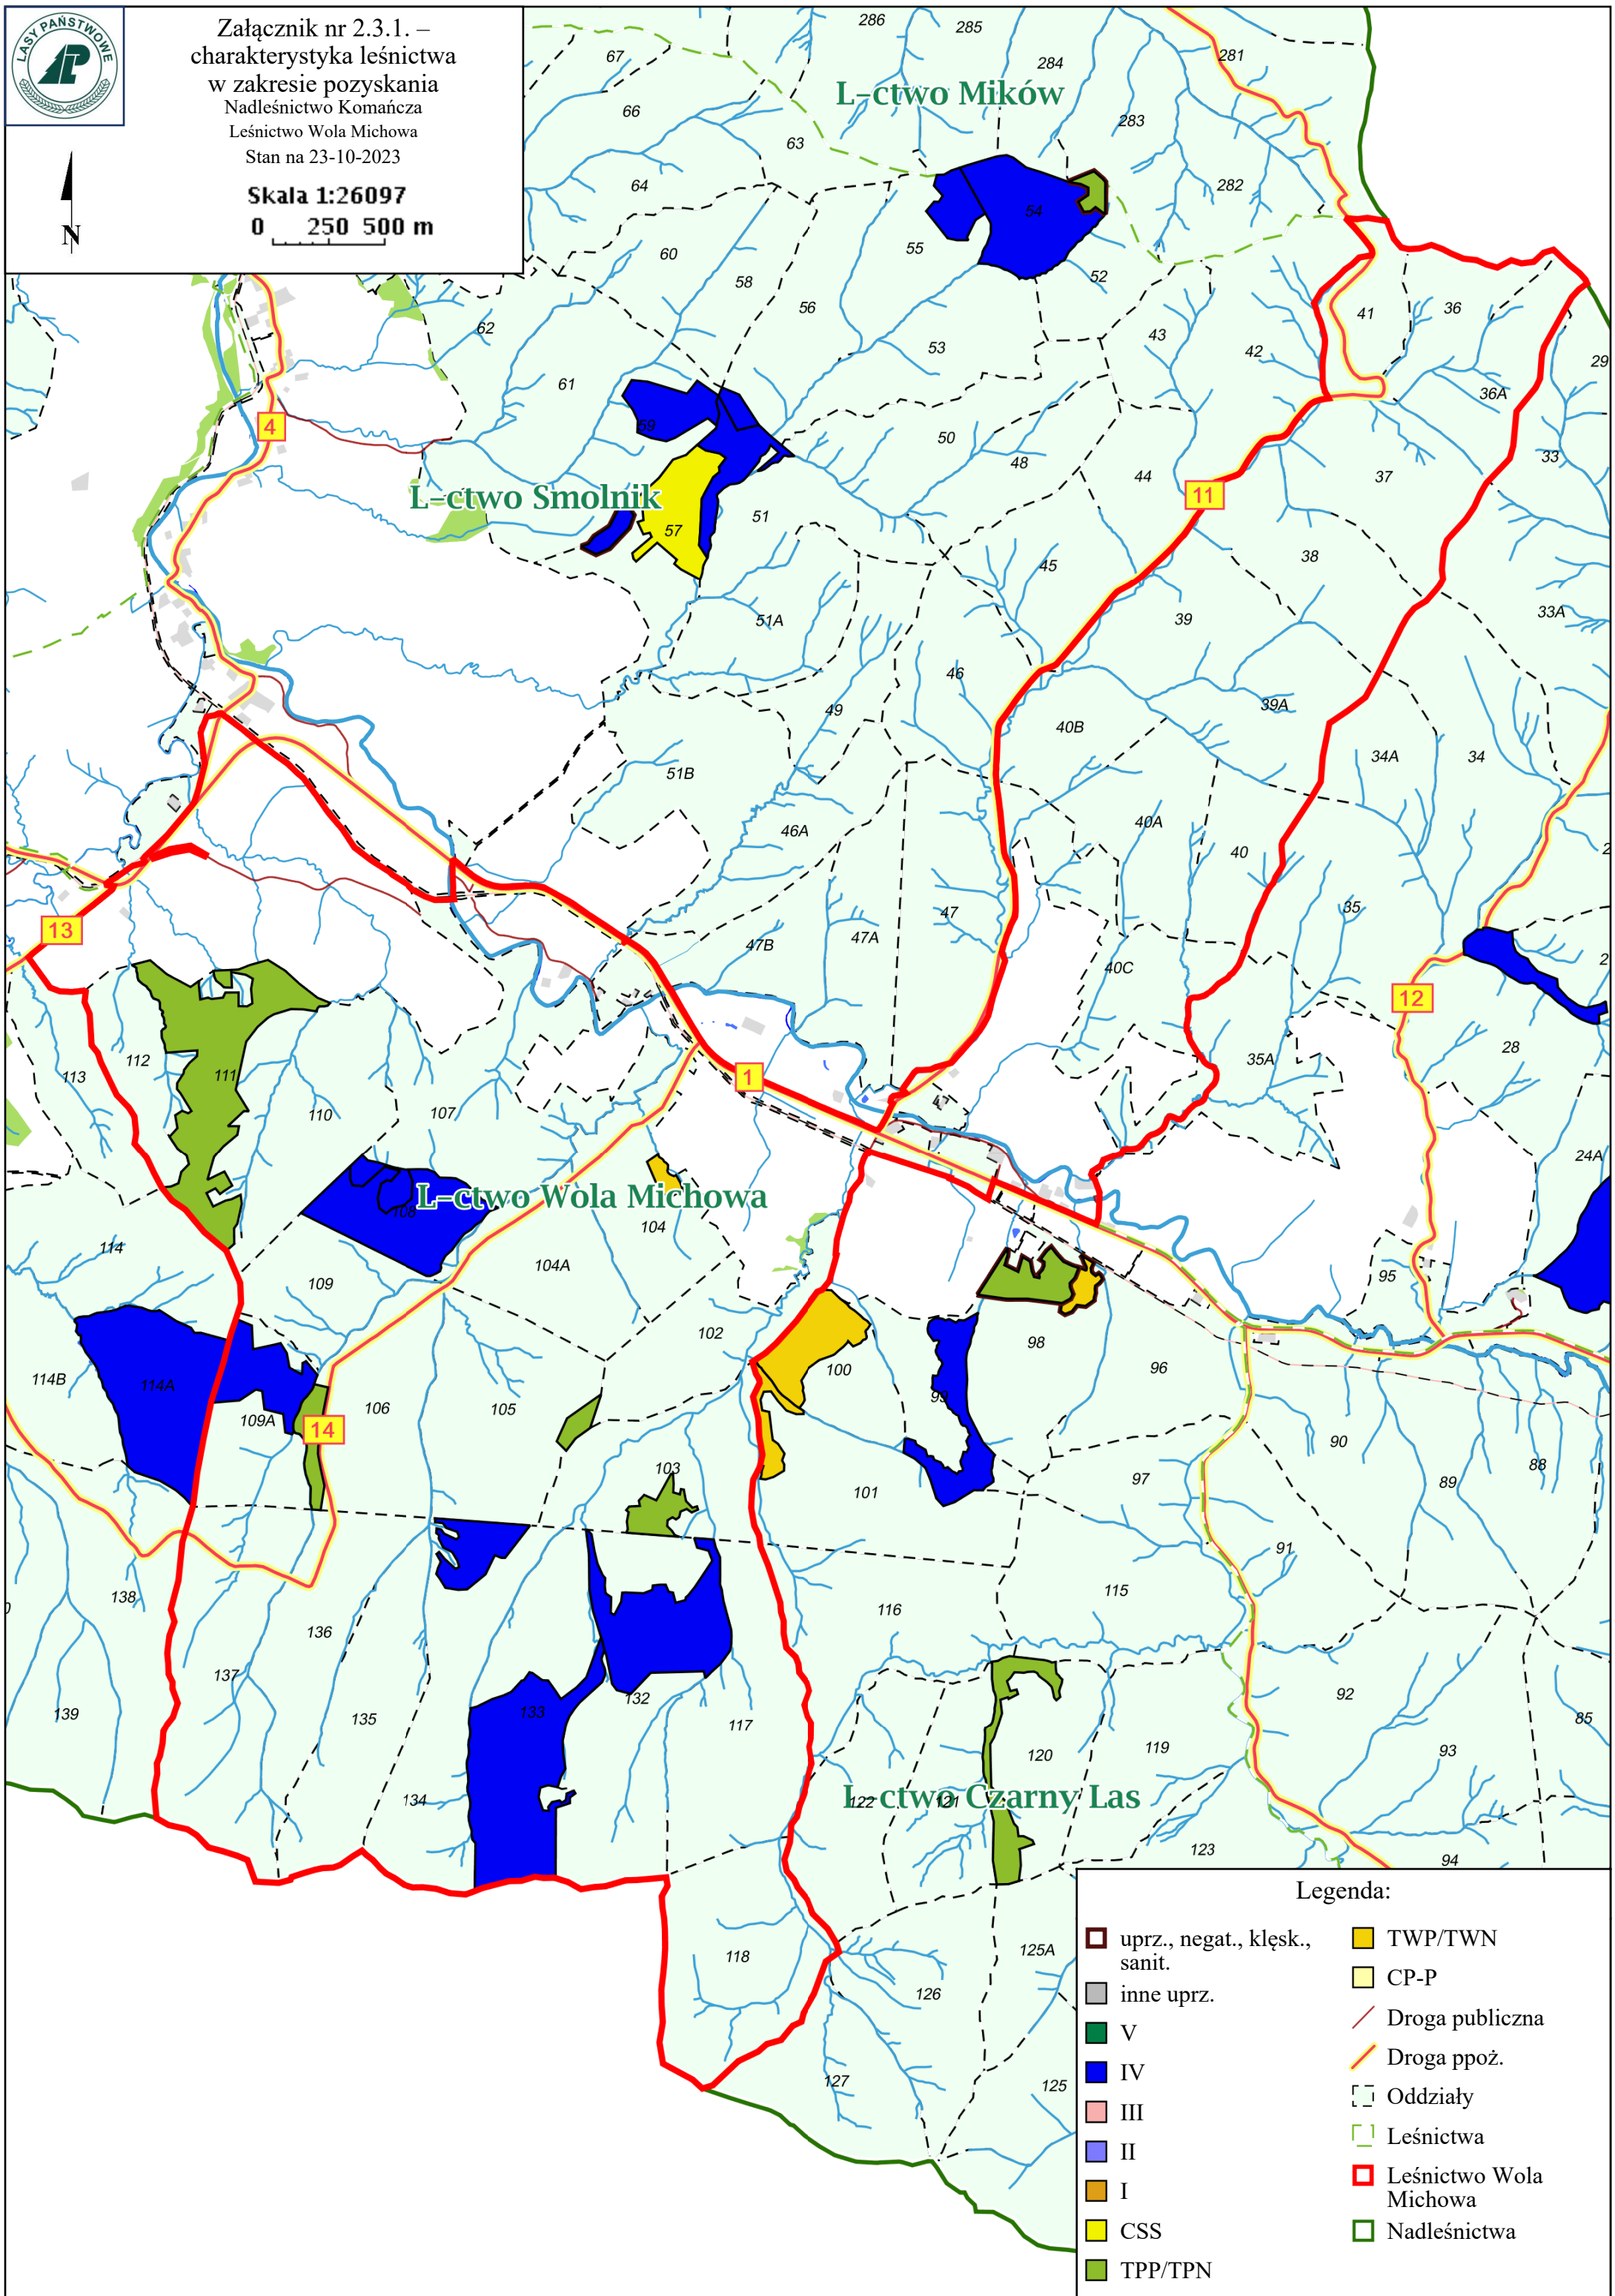 LASY PAŃSTWOWE
Załącznik nr 2.3.1. –
charakterystyka leśnictwa
w zakresie pozyskania
Nadleśnictwo Komańcza
Leśnictwo Wola Michowa
Stan na 23-10-2023
Skala 1:26097
0 250 500 m
N
286
285
67
284
281
L-ctwo Mików
66
283
63
64
282
54
55
60
52
58
56
41
36
62
43
53
42
29
61
36A
59
4
50
48
33
44
37
L-ctwo Smolnik
11
51
57
38
45
33A
51A
39
46
39A
49
40B
34A
34
51B
40A
46A
40
2
35
47
13
47B
47A
40C
2
12
28
112
35A
113
111
1
110
107
47
24A
L-ctwo Wola Michowa
108
104
114
104A
95
109
102
98
96
100
114B
114A
99
106
105
109A
14
90
103
88
97
89
101
91
138
115
0
116
136
137
92
139
133
132
135
117
85
120
119
93
134
122
121
L-ctwo Czarny Las
123
94
118
125A
126
127
125
Legenda:
uprz., negat., klęsk.,
sanit.
inne uprz.
V
IV
III
II
I
CSS
TPP/TPN
TWP/TWN
CP-P
Droga publiczna
Droga ppoż.
Oddziały
Leśnictwa
Leśnictwo Wola
Michowa
Nadleśnictwa